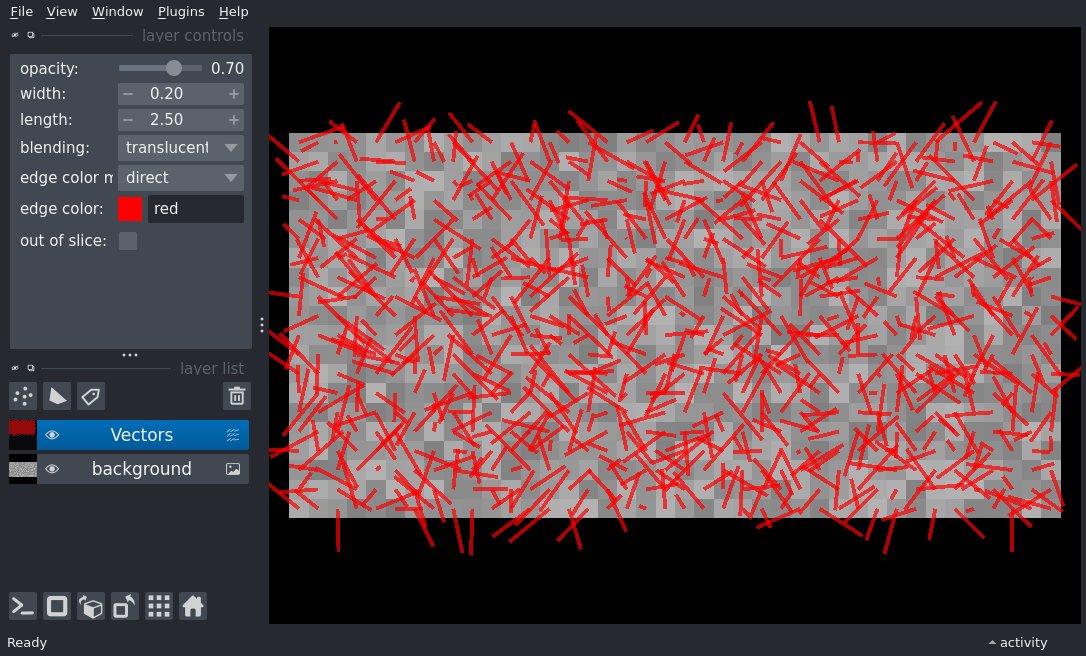 File View Window Plugins Help
layer controls
opacity: 0.70
width: − 0.20 +
length: − 2.50 +
blending: translucent
edge color m direct
edge color: red
out of slice:
layer list
Vectors
background
Ready
activity